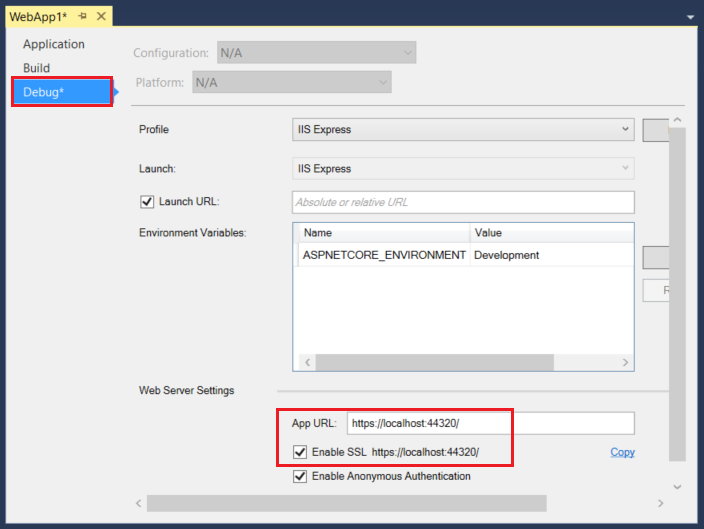 WebApp1*
Application
Build
Debug*
Configuration: N/A
Platform: N/A
Profile IIS Express
Launch: IIS Express
Launch URL: Absolute or relative URL
Environment Variables: Name Value
ASPNETCORE_ENVIRONMENT Development
Web Server Settings
App URL: https://localhost:44320/
Enable SSL https://localhost:44320/ Copy
Enable Anonymous Authentication